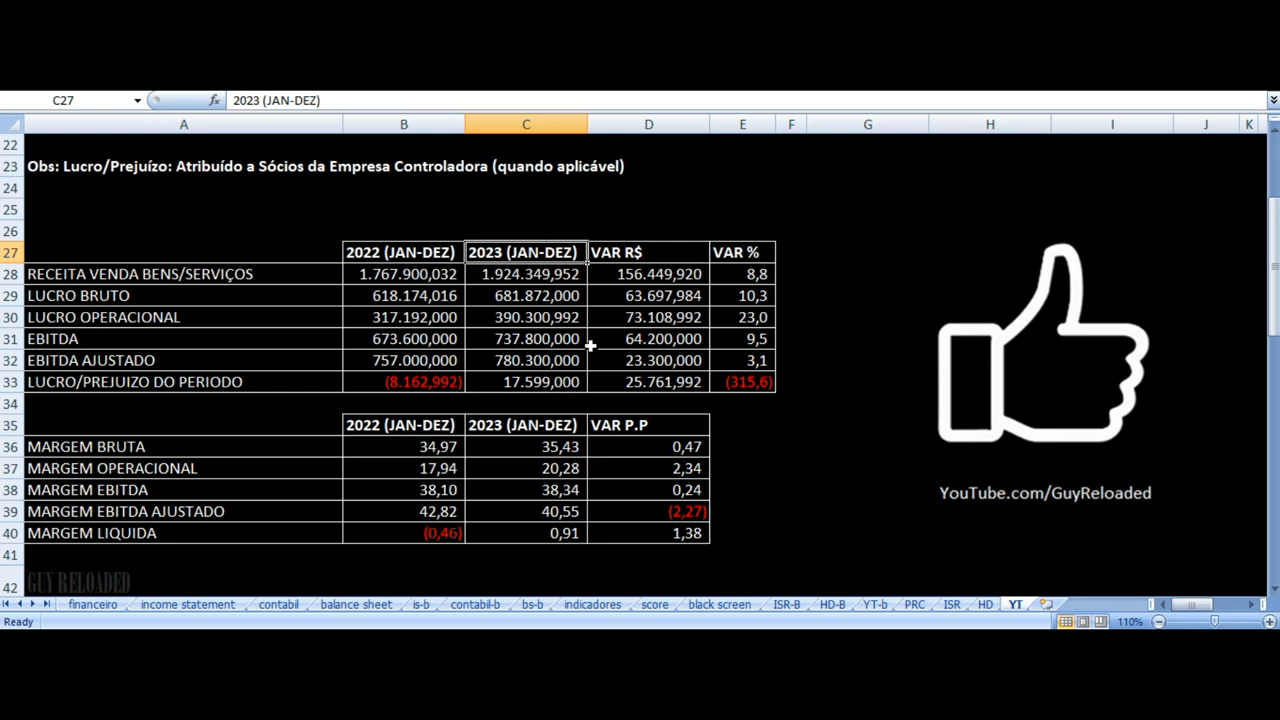 C27 fx 2023 (JAN-DEZ)
A B C D E F G H I J K
22
23 Obs: Lucro/Prejuízo: Atribuído a Sócios da Empresa Controladora (quando aplicável)
24
25
26
27 2022 (JAN-DEZ) 2023 (JAN-DEZ) VAR R$ VAR %
28 RECEITA VENDA BENS/SERVIÇOS 1.767.900,032 1.924.349,952 156.449,920 8,8
29 LUCRO BRUTO 618.174,016 681.872,000 63.697,984 10,3
30 LUCRO OPERACIONAL 317.192,000 390.300,992 73.108,992 23,0
31 EBITDA 673.600,000 737.800,000 64.200,000 9,5
32 EBITDA AJUSTADO 757.000,000 780.300,000 23.300,000 3,1
33 LUCRO/PREJUIZO DO PERIODO (8.162,992) 17.599,000 25.761,992 (315,6)
34
35 2022 (JAN-DEZ) 2023 (JAN-DEZ) VAR P.P
36 MARGEM BRUTA 34,97 35,43 0,47
37 MARGEM OPERACIONAL 17,94 20,28 2,34
38 MARGEM EBITDA 38,10 38,34 0,24
39 MARGEM EBITDA AJUSTADO 42,82 40,55 (2,27)
40 MARGEM LIQUIDA (0,46) 0,91 1,38
41
42 GUY RELOADED
YouTube.com/GuyReloaded
financeiro income statement contabil balance sheet is-b contabil-b bs-b indicadores score black screen ISR-B HD-B YT-b PRC ISR HD YT
Ready 110%